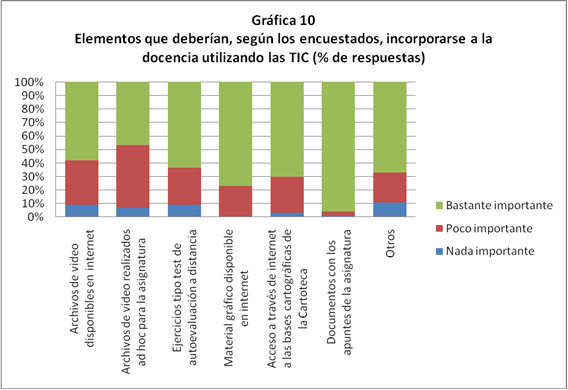 Gráfica 10
Elementos que deberían, según los encuestados, incorporarse a la
docencia utilizando las TIC (% de respuestas)
100%
90%
80%
70%
60%
50%
40%
30%
20%
10%
0%
Bastante importante
Poco importante
Nada importante
Archivos de video
disponibles en internet
Archivos de video realizados
ad hoc para la asignatura
Ejercicios tipo test de
autoevaluación a distancia
Material gráfico disponible
en internet
Acceso a través de internet
a las bases cartográficas de
la Cartoteca
Documentos con los
apuntes de la asignatura
Otros